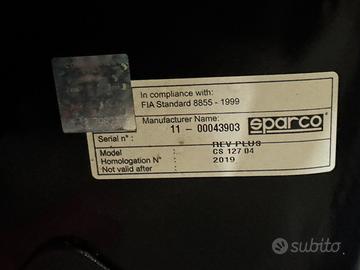 In compliance with:
FIA Standard 8855 - 1999
Manufacturer Name:
11 - 00043903
sparco
Serial n° :
REV PLUS
Model
CS 127 04
Homologation N°
2019
Not valid after
subito